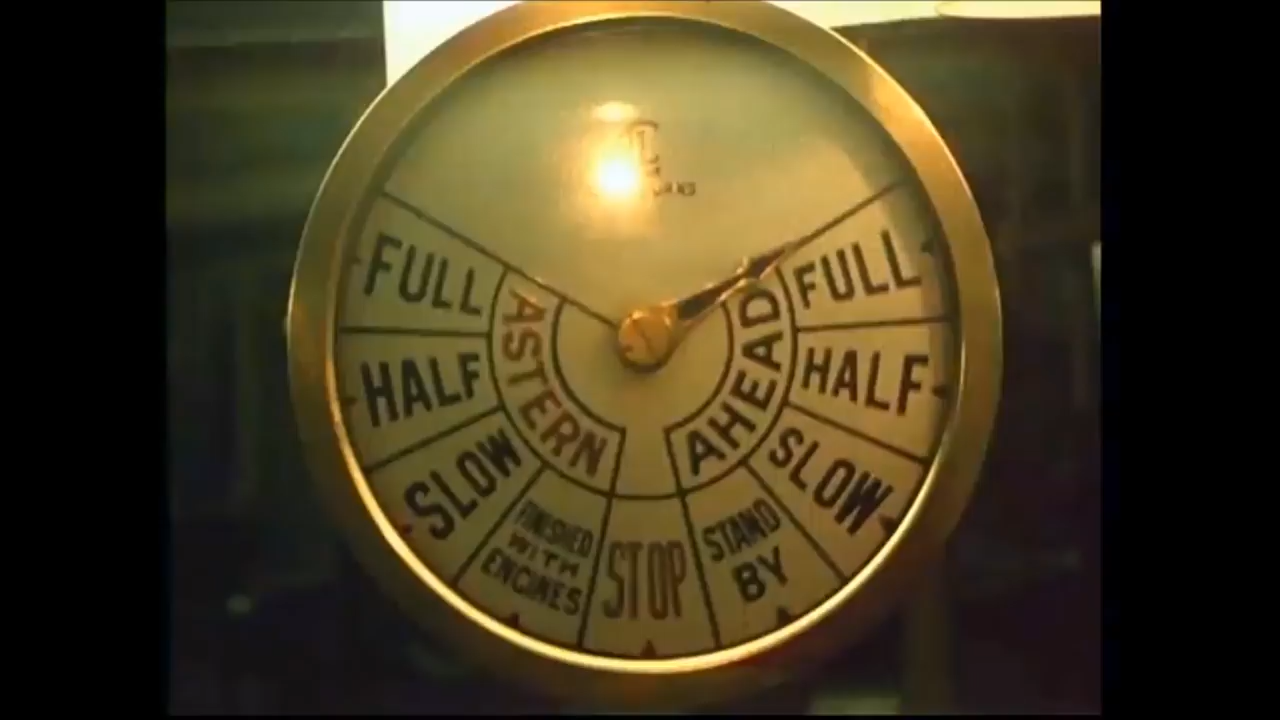 FULL
HALF
SLOW
ASTERN
FINISHED
WITH
ENGINES
STOP
STAND
BY
AHEAD
SLOW
HALF
FULL